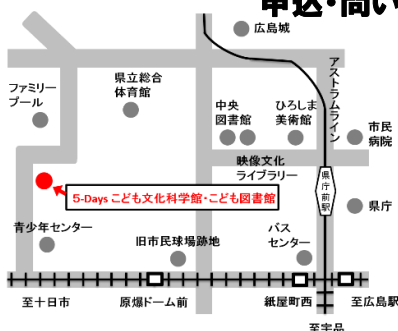 申込・問い
広島城
ファミリー
プール
県立総合
体育館
中央
図書館
ひろしま
美術館
アストラムライン
市民
病院
映像文化
ライブラリー
県庁前駅
5-Days こども文化科学館・こども図書館
県庁
青少年センター
旧市民球場跡地
バス
センター
至十日市
原爆ドーム前
紙屋町西
至広島駅
至宇品